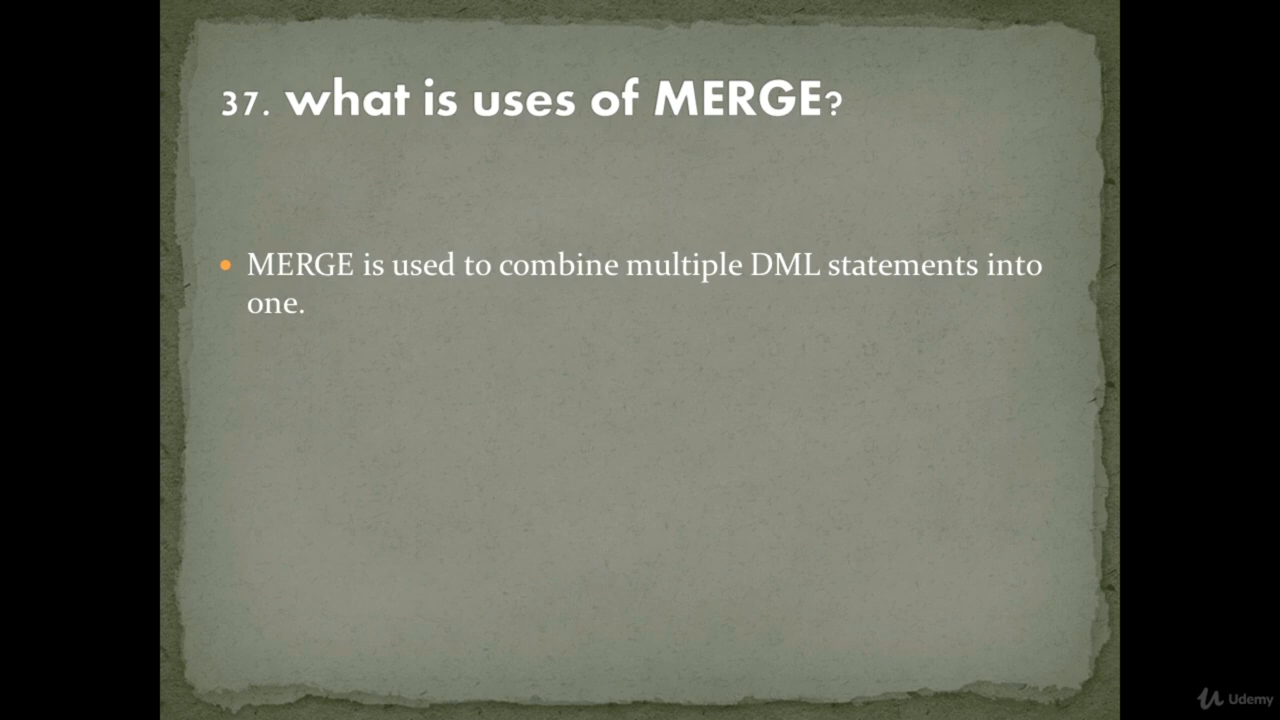 37. what is uses of MERGE?
• MERGE is used to combine multiple DML statements into
one.
Udemy